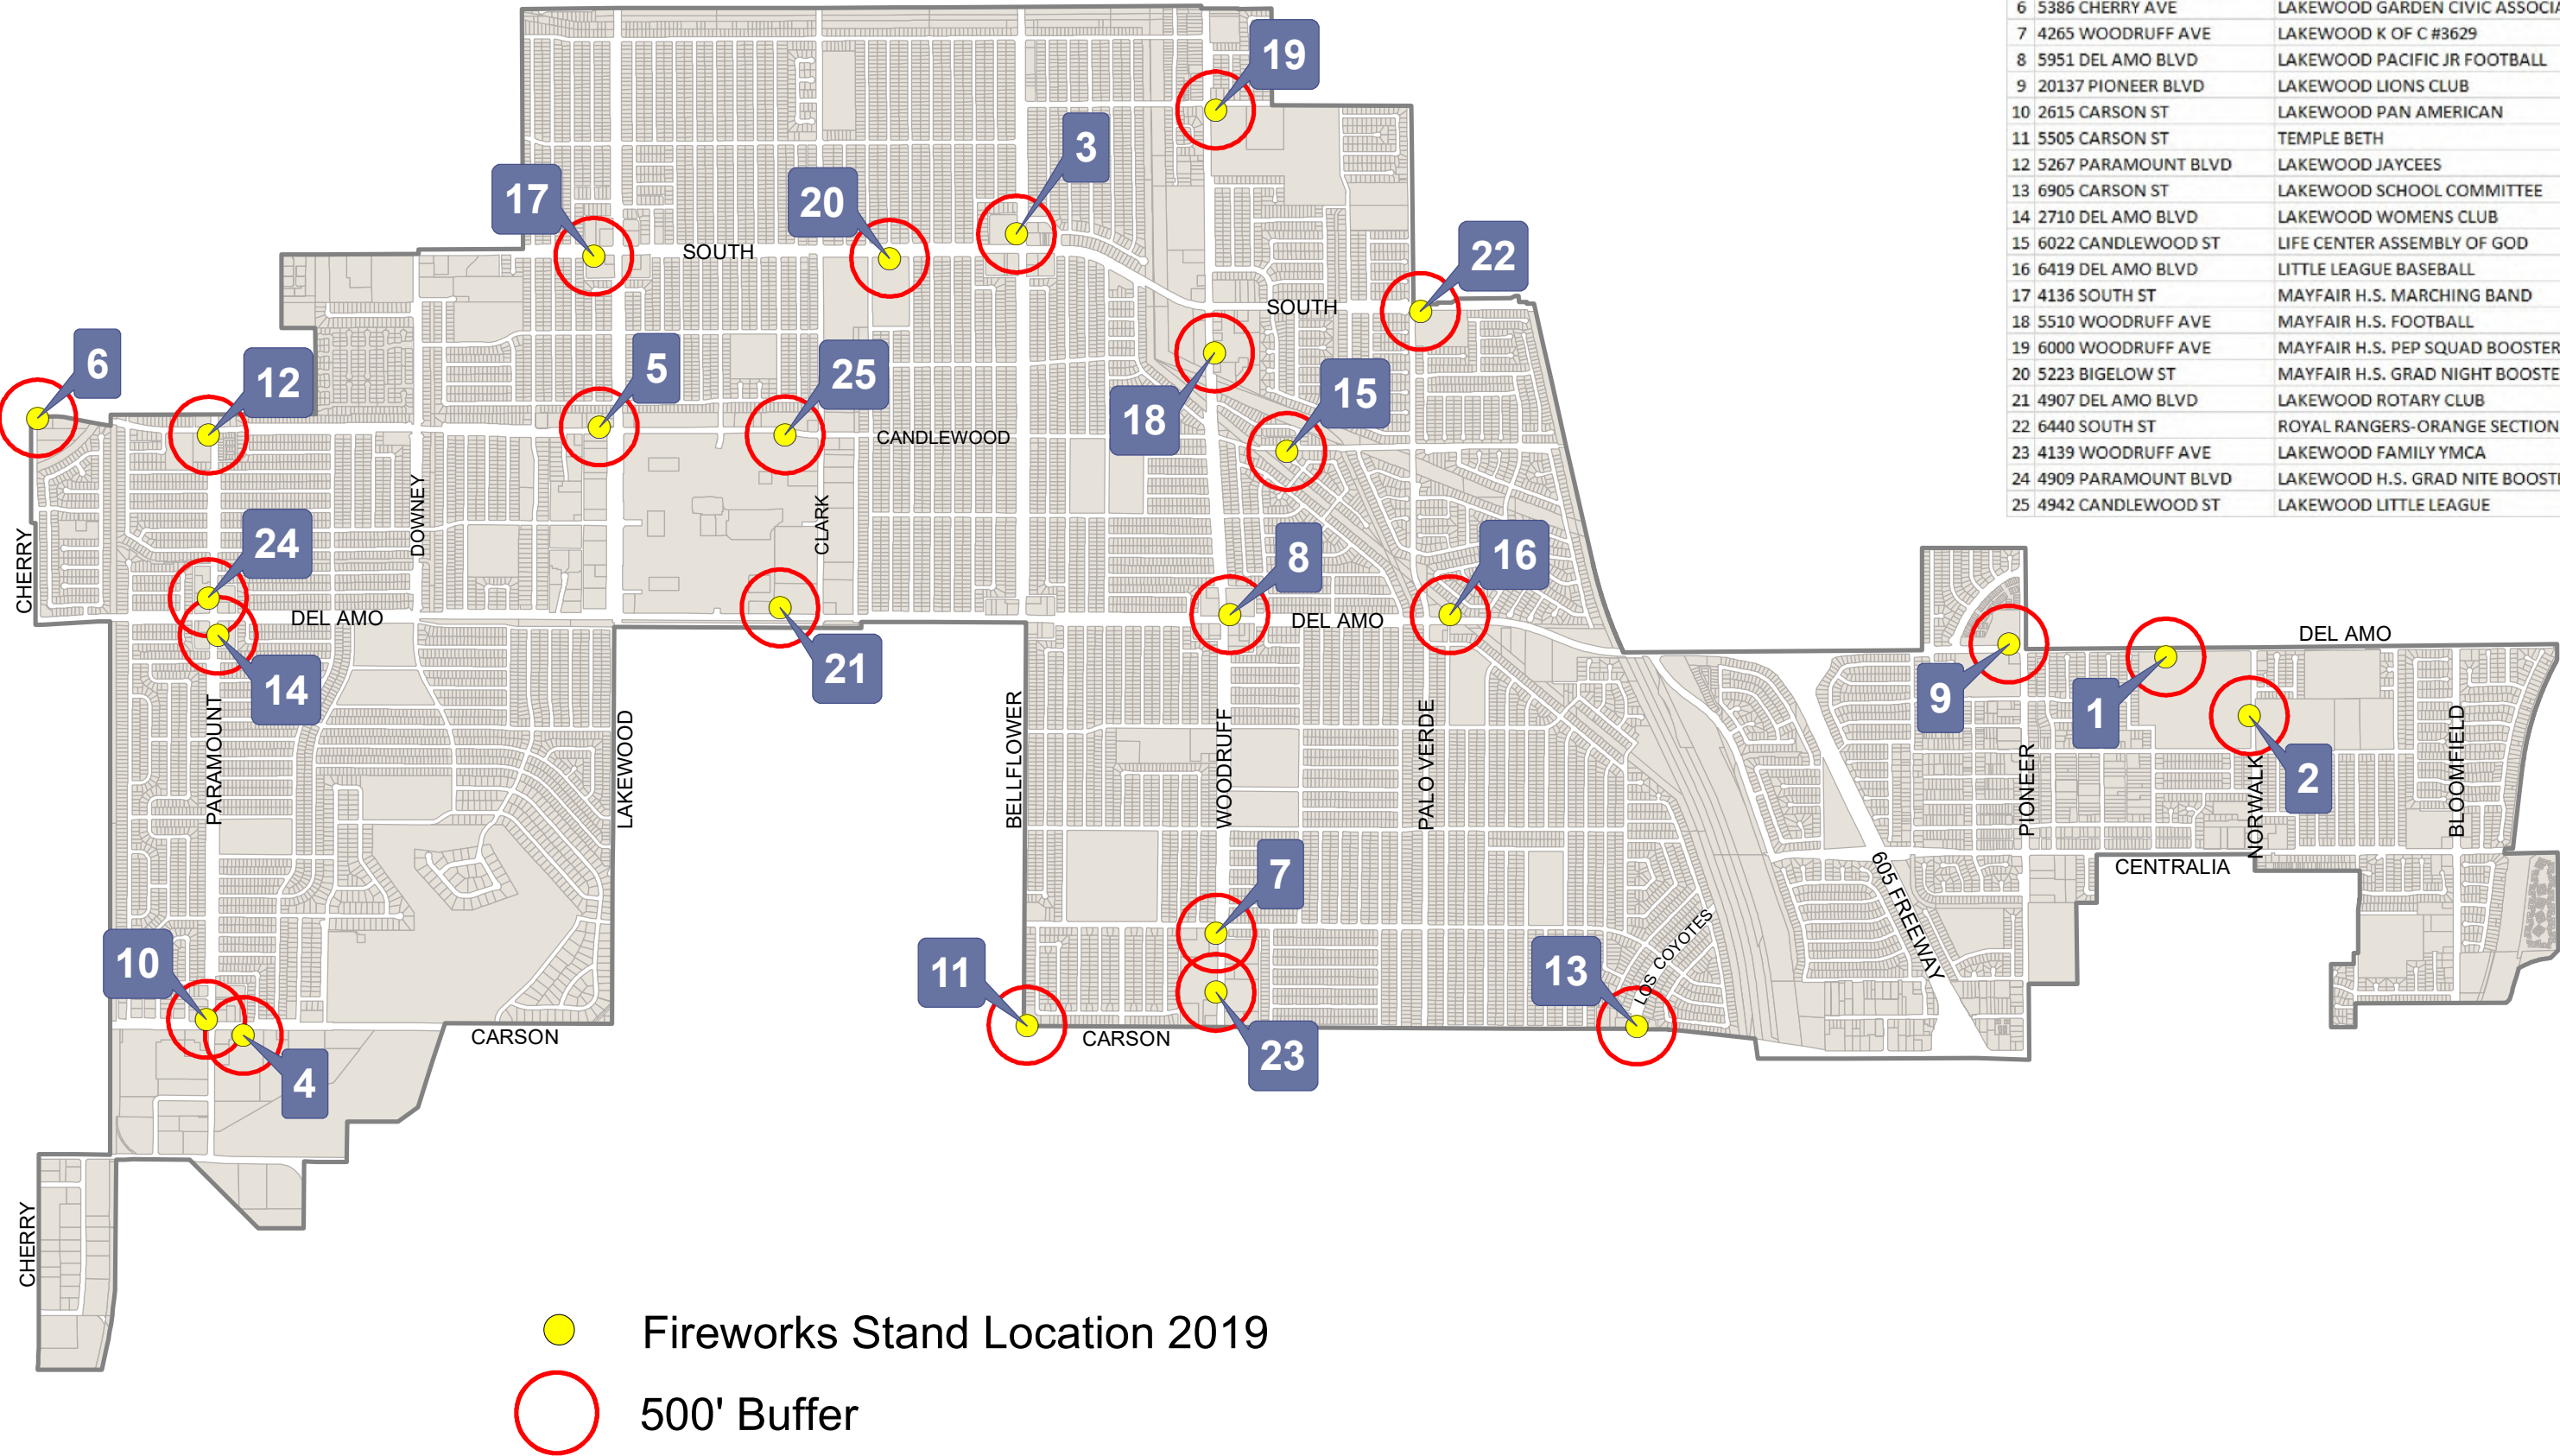 6 5386 CHERRY AVE LAKEWOOD GARDEN CIVIC ASSOCIA
7 4265 WOODRUFF AVE LAKEWOOD K OF C #3629
8 5951 DEL AMO BLVD LAKEWOOD PACIFIC JR FOOTBALL
9 20137 PIONEER BLVD LAKEWOOD LIONS CLUB
10 2615 CARSON ST LAKEWOOD PAN AMERICAN
11 5505 CARSON ST TEMPLE BETH
12 5267 PARAMOUNT BLVD LAKEWOOD JAYCEES
13 6905 CARSON ST LAKEWOOD SCHOOL COMMITTEE
14 2710 DEL AMO BLVD LAKEWOOD WOMENS CLUB
15 6022 CANDLEWOOD ST LIFE CENTER ASSEMBLY OF GOD
16 6419 DEL AMO BLVD LITTLE LEAGUE BASEBALL
17 4136 SOUTH ST MAYFAIR H.S. MARCHING BAND
18 5510 WOODRUFF AVE MAYFAIR H.S. FOOTBALL
19 6000 WOODRUFF AVE MAYFAIR H.S. PEP SQUAD BOOSTER
20 5223 BIGELOW ST MAYFAIR H.S. GRAD NIGHT BOOSTE
21 4907 DEL AMO BLVD LAKEWOOD ROTARY CLUB
22 6440 SOUTH ST ROYAL RANGERS-ORANGE SECTION
23 4139 WOODRUFF AVE LAKEWOOD FAMILY YMCA
24 4909 PARAMOUNT BLVD LAKEWOOD H.S. GRAD NITE BOOSTE
25 4942 CANDLEWOOD ST LAKEWOOD LITTLE LEAGUE
19
3
17
20
SOUTH
22
SOUTH
6
12
5
25
18
15
CANDLEWOOD
DOWNEY
CLARK
CHERRY
24
8
16
DEL AMO
DEL AMO
DEL AMO
14
21
9
1
2
PARAMOUNT
LAKEWOOD
BELLFLOWER
WOODRUFF
PALO VERDE
PIONEER
NORWALK
BLOOMFIELD
7
CENTRALIA
605 FREEWAY
LOS COYOTES
10
11
13
CARSON
CARSON
23
4
CHERRY
Fireworks Stand Location 2019
500' Buffer